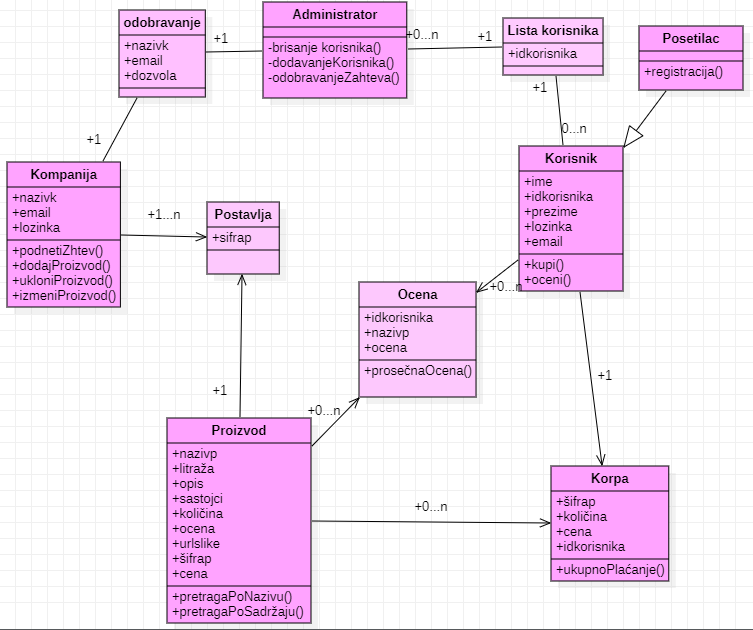 odobravanje
+nazivk
+email
+dozvola
+1
Administrator
-brisanje korisnika()
-dodavanjeKorisnika()
-odobravanjeZahteva()
+0...n
+1
Lista korisnika
+idkorisnika
Posetilac
+registracija()
+1
0...n
+1
Kompanija
+nazivk
+email
+lozinka
+podnetiZhtev()
+dodajProizvod()
+ukloniProizvod()
+izmeniProizvod()
+1...n
Postavlja
+sifrap
Korisnik
+ime
+idkorisnika
+prezime
+lozinka
+email
+kupi()
+oceni()
+0...n
Ocena
+idkorisnika
+nazivp
+ocena
+prosečnaOcena()
+1
+1
+0...n
Proizvod
+nazivp
+litraža
+opis
+sastojci
+količina
+ocena
+urlslike
+šifrap
+cena
+pretragaPoNazivu()
+pretragaPoSadržaju()
+0...n
Korpa
+šifrap
+količina
+cena
+idkorisnika
+ukupnoPlaćanje()